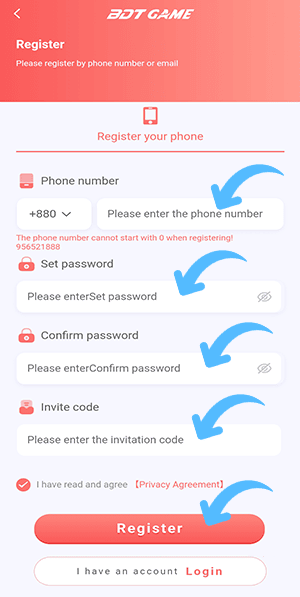 BDT GAME
Register
Please register by phone number or email
Register your phone
Phone number
+880 Please enter the phone number
The phone number cannot start with 0 when registering!
956521888
Set password
Please enterSet password
Confirm password
Please enterConfirm password
Invite code
Please enter the invitation code
I have read and agree 【Privacy Agreement】
Register
I have an account Login